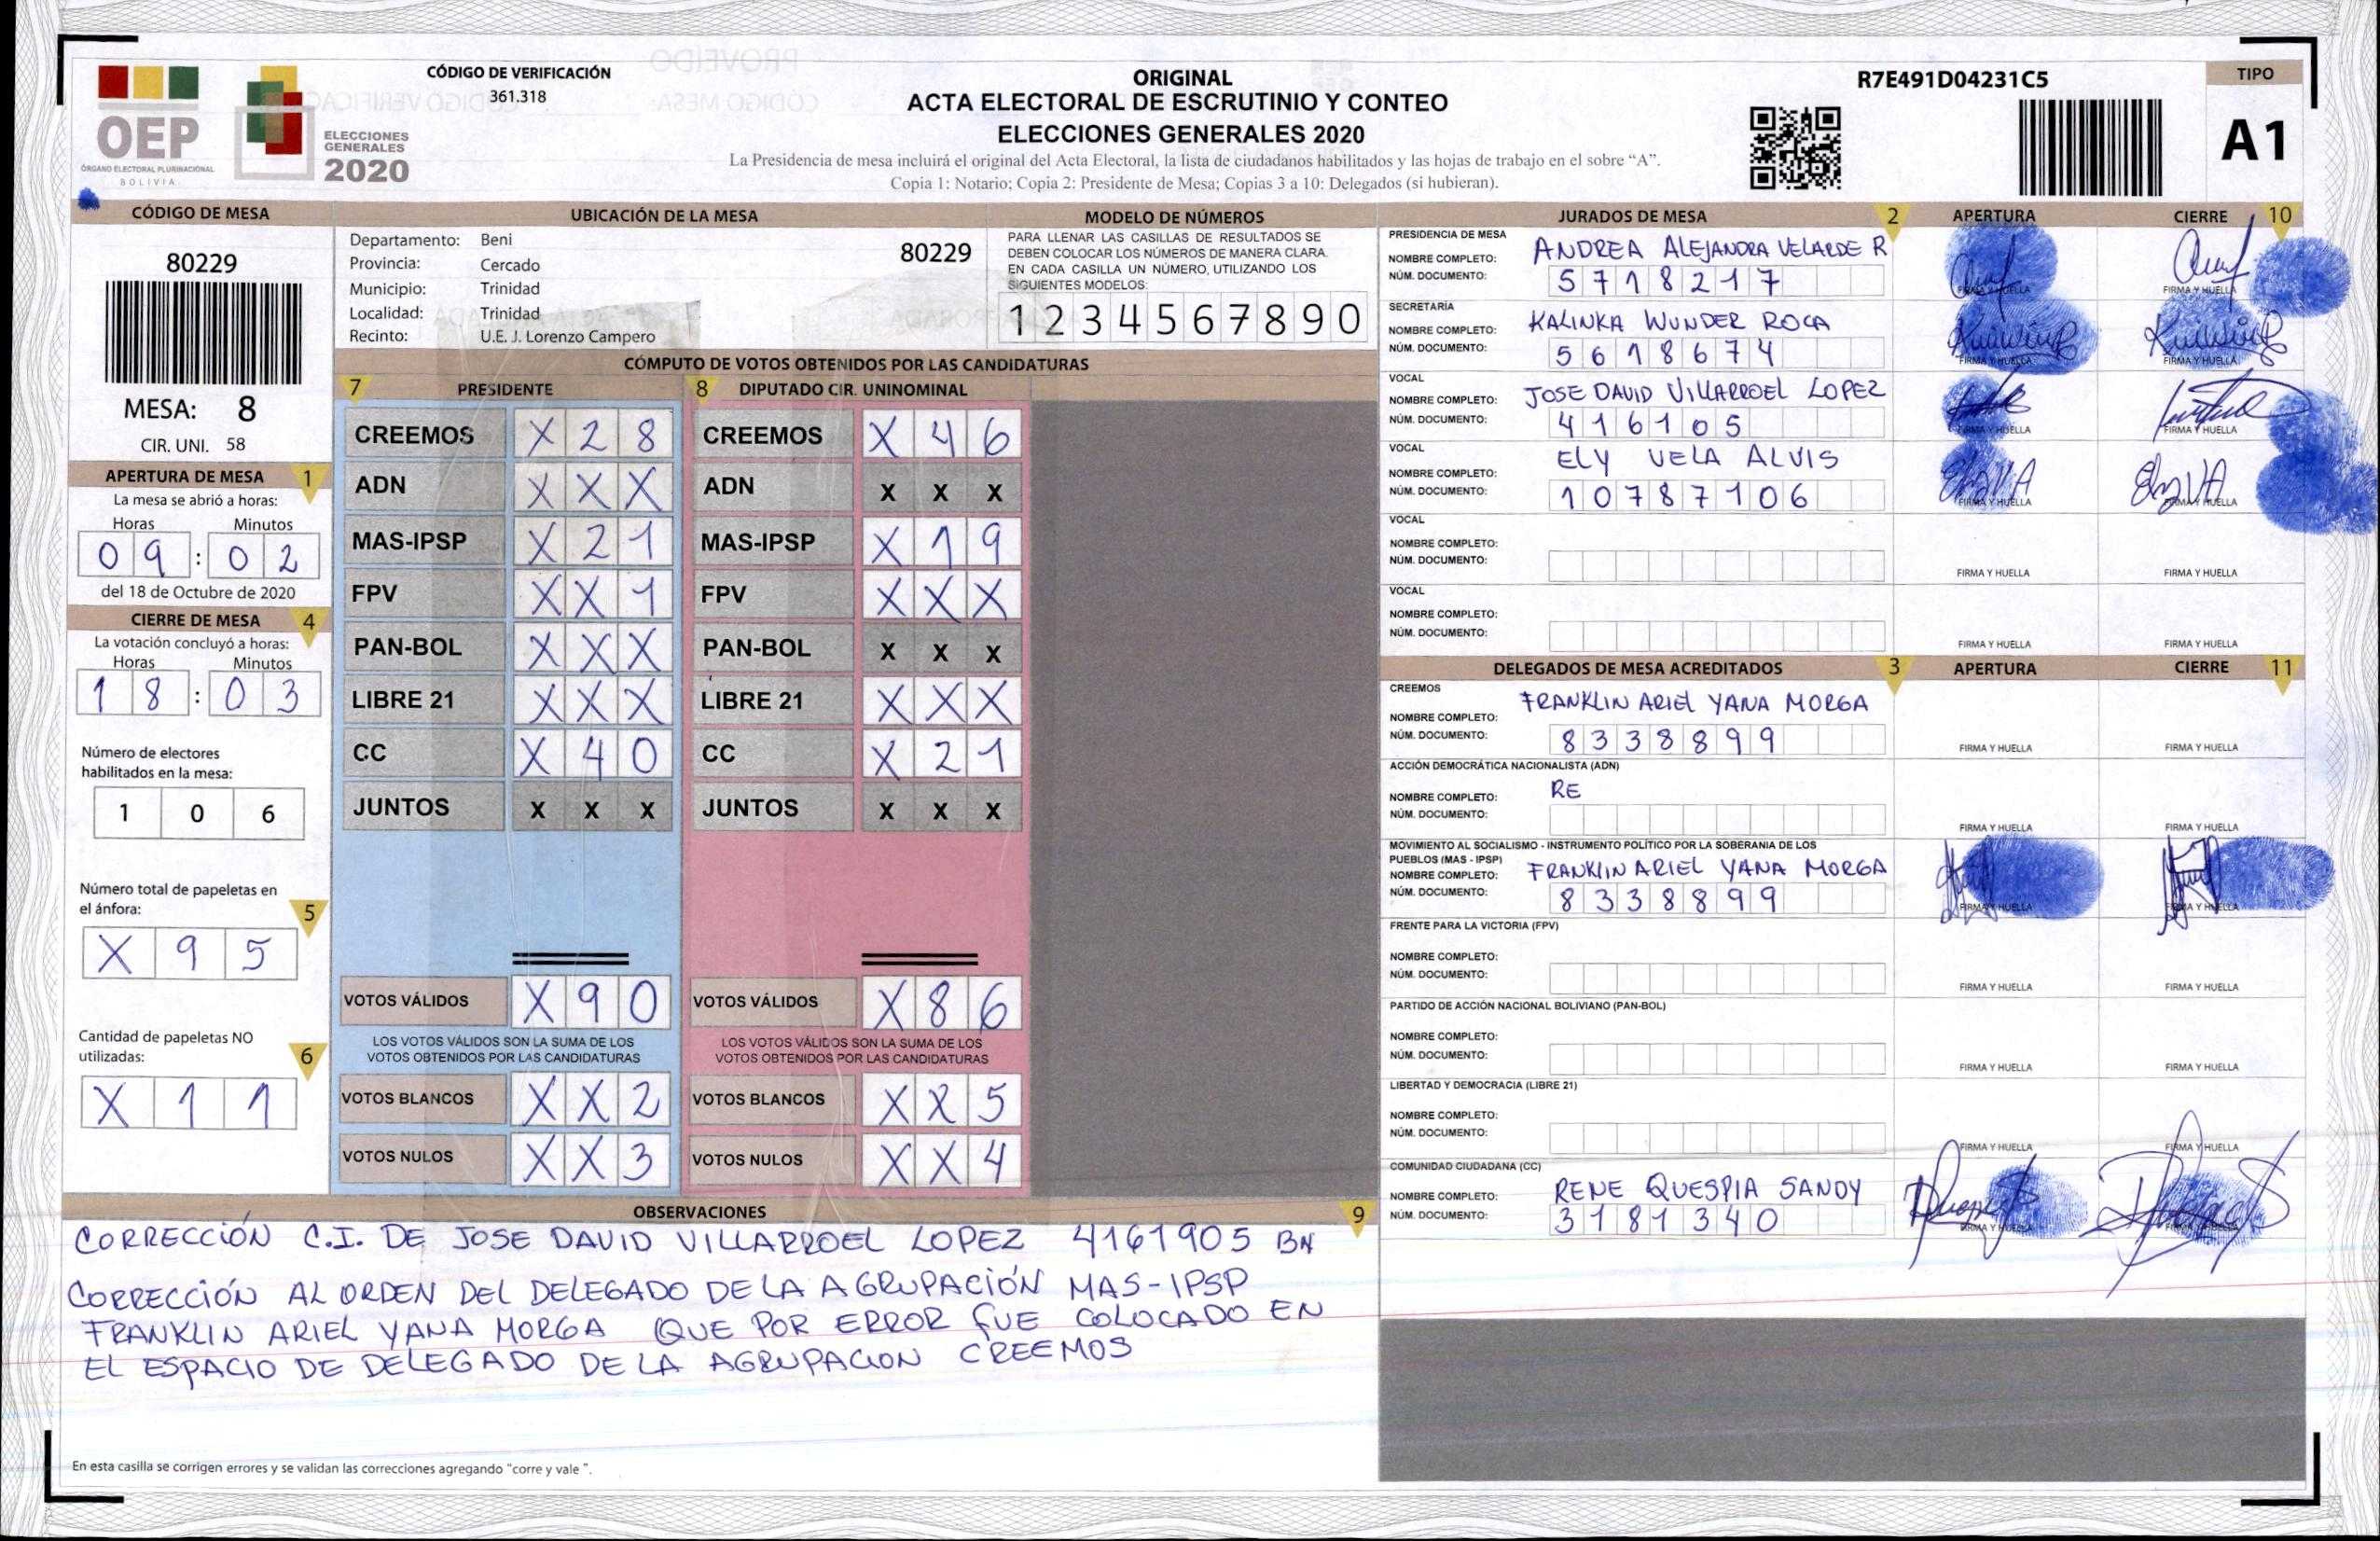 CÓDIGO DE VERIFICACIÓN
361.318
ORIGINAL
ACTA ELECTORAL DE ESCRUTINIO Y CONTEO
ELECCIONES GENERALES 2020
La Presidencia de mesa incluirá el original del Acta Electoral, la lista de ciudadanos habilitados y las hojas de trabajo en el sobre “A”.
Copia 1: Notario; Copia 2: Presidente de Mesa; Copias 3 a 10: Delegados (si hubieran).
R7E491D04231C5
TIPO
A1
OEP
ÓRGANO ELECTORAL PLURINACIONAL
BOLIVIA
ELECCIONES
GENERALES
2020
CÓDIGO DE MESA
80229
MESA: 8
CIR. UNI. 58
APERTURA DE MESA 1
La mesa se abrió a horas:
Horas Minutos
09 : 02
del 18 de Octubre de 2020
CIERRE DE MESA 4
La votación concluyó a horas:
Horas Minutos
18 : 03
Número de electores
habilitados en la mesa:
1 0 6
Número total de papeletas en
el ánfora: 5
X 9 5
Cantidad de papeletas NO
utilizadas: 6
X 1 1
UBICACIÓN DE LA MESA
Departamento: Beni
Provincia: Cercado
Municipio: Trinidad
Localidad: Trinidad
Recinto: U.E. J. Lorenzo Campero
80229
MODELO DE NÚMEROS
PARA LLENAR LAS CASILLAS DE RESULTADOS SE
DEBEN COLOCAR LOS NÚMEROS DE MANERA CLARA.
EN CADA CASILLA UN NÚMERO, UTILIZANDO LOS
SIGUIENTES MODELOS:
1 2 3 4 5 6 7 8 9 0
CÓMPUTO DE VOTOS OBTENIDOS POR LAS CANDIDATURAS
7 PRESIDENTE
CREEMOS X 2 8
ADN X X X
MAS-IPSP X 2 1
FPV X X 1
PAN-BOL X X X
LIBRE 21 X X X
CC X 4 0
JUNTOS X X X
VOTOS VÁLIDOS X 9 0
LOS VOTOS VÁLIDOS SON LA SUMA DE LOS
VOTOS OBTENIDOS POR LAS CANDIDATURAS
VOTOS BLANCOS X X 2
VOTOS NULOS X X 3
8 DIPUTADO CIR. UNINOMINAL
CREEMOS X 4 6
ADN X X X
MAS-IPSP X 1 9
FPV X X X
PAN-BOL X X X
LIBRE 21 X X X
CC X 2 1
JUNTOS X X X
VOTOS VÁLIDOS X 8 6
LOS VOTOS VÁLIDOS SON LA SUMA DE LOS
VOTOS OBTENIDOS POR LAS CANDIDATURAS
VOTOS BLANCOS X X 5
VOTOS NULOS X X 4
OBSERVACIONES 9
CORRECCIÓN C.I. DE JOSE DAVID VILLARROEL LOPEZ 4161905 BN
CORRECCIÓN AL ORDEN DEL DELEGADO DE LA AGRUPACIÓN MAS-IPSP
FRANKLIN ARIEL YANA MORGA QUE POR ERROR FUE COLOCADO EN
EL ESPACIO DE DELEGADO DE LA AGRUPACION CREEMOS
En esta casilla se corrigen errores y se validan las correcciones agregando “corre y vale ”.
JURADOS DE MESA 2 APERTURA CIERRE 10
PRESIDENCIA DE MESA
NOMBRE COMPLETO: ANDREA ALEJANDRA VELARDE R
NÚM. DOCUMENTO: 5718217
FIRMA Y HUELLA FIRMA Y HUELLA
SECRETARÍA
NOMBRE COMPLETO: KALINKA WUNDER ROCA
NÚM. DOCUMENTO: 5618674
FIRMA Y HUELLA FIRMA Y HUELLA
VOCAL
NOMBRE COMPLETO: JOSE DAVID VILLARROEL LOPEZ
NÚM. DOCUMENTO: 416105
FIRMA Y HUELLA FIRMA Y HUELLA
VOCAL
NOMBRE COMPLETO: ELY VELA ALVIS
NÚM. DOCUMENTO: 10787106
FIRMA Y HUELLA FIRMA Y HUELLA
VOCAL
NOMBRE COMPLETO:
NÚM. DOCUMENTO:
FIRMA Y HUELLA FIRMA Y HUELLA
VOCAL
NOMBRE COMPLETO:
NÚM. DOCUMENTO:
FIRMA Y HUELLA FIRMA Y HUELLA
DELEGADOS DE MESA ACREDITADOS 3 APERTURA CIERRE 11
CREEMOS
NOMBRE COMPLETO: FRANKLIN ARIEL YANA MORGA
NÚM. DOCUMENTO: 8338899
FIRMA Y HUELLA FIRMA Y HUELLA
ACCIÓN DEMOCRÁTICA NACIONALISTA (ADN)
NOMBRE COMPLETO: RE
NÚM. DOCUMENTO:
FIRMA Y HUELLA FIRMA Y HUELLA
MOVIMIENTO AL SOCIALISMO - INSTRUMENTO POLÍTICO POR LA SOBERANIA DE LOS
PUEBLOS (MAS - IPSP)
NOMBRE COMPLETO: FRANKLIN ARIEL YANA MORGA
NÚM. DOCUMENTO: 8338899
FIRMA Y HUELLA FIRMA Y HUELLA
FRENTE PARA LA VICTORIA (FPV)
NOMBRE COMPLETO:
NÚM. DOCUMENTO:
FIRMA Y HUELLA FIRMA Y HUELLA
PARTIDO DE ACCIÓN NACIONAL BOLIVIANO (PAN-BOL)
NOMBRE COMPLETO:
NÚM. DOCUMENTO:
FIRMA Y HUELLA FIRMA Y HUELLA
LIBERTAD Y DEMOCRACIA (LIBRE 21)
NOMBRE COMPLETO:
NÚM. DOCUMENTO:
FIRMA Y HUELLA FIRMA Y HUELLA
COMUNIDAD CIUDADANA (CC)
NOMBRE COMPLETO: RENE QUESPIA SANDY
NÚM. DOCUMENTO: 3181340
FIRMA Y HUELLA FIRMA Y HUELLA